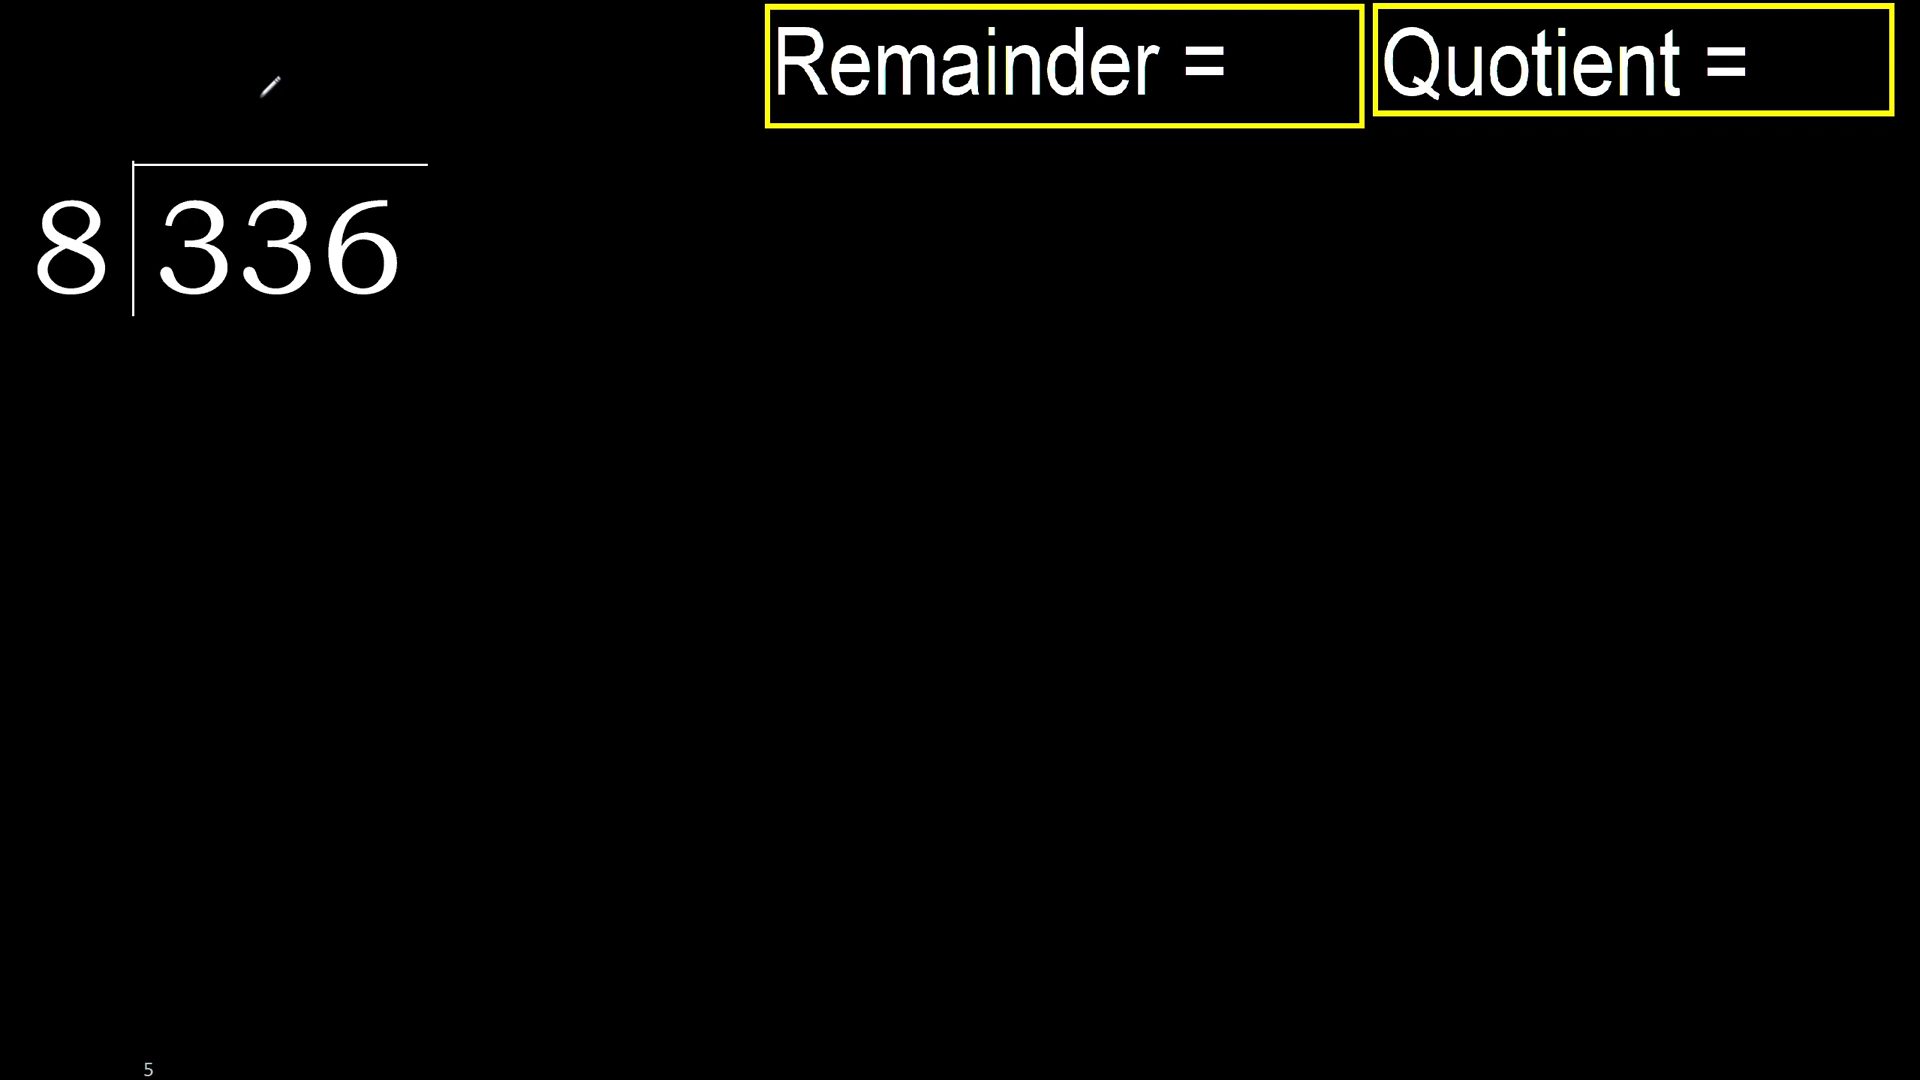 Remainder = Quotient =
8 336
5